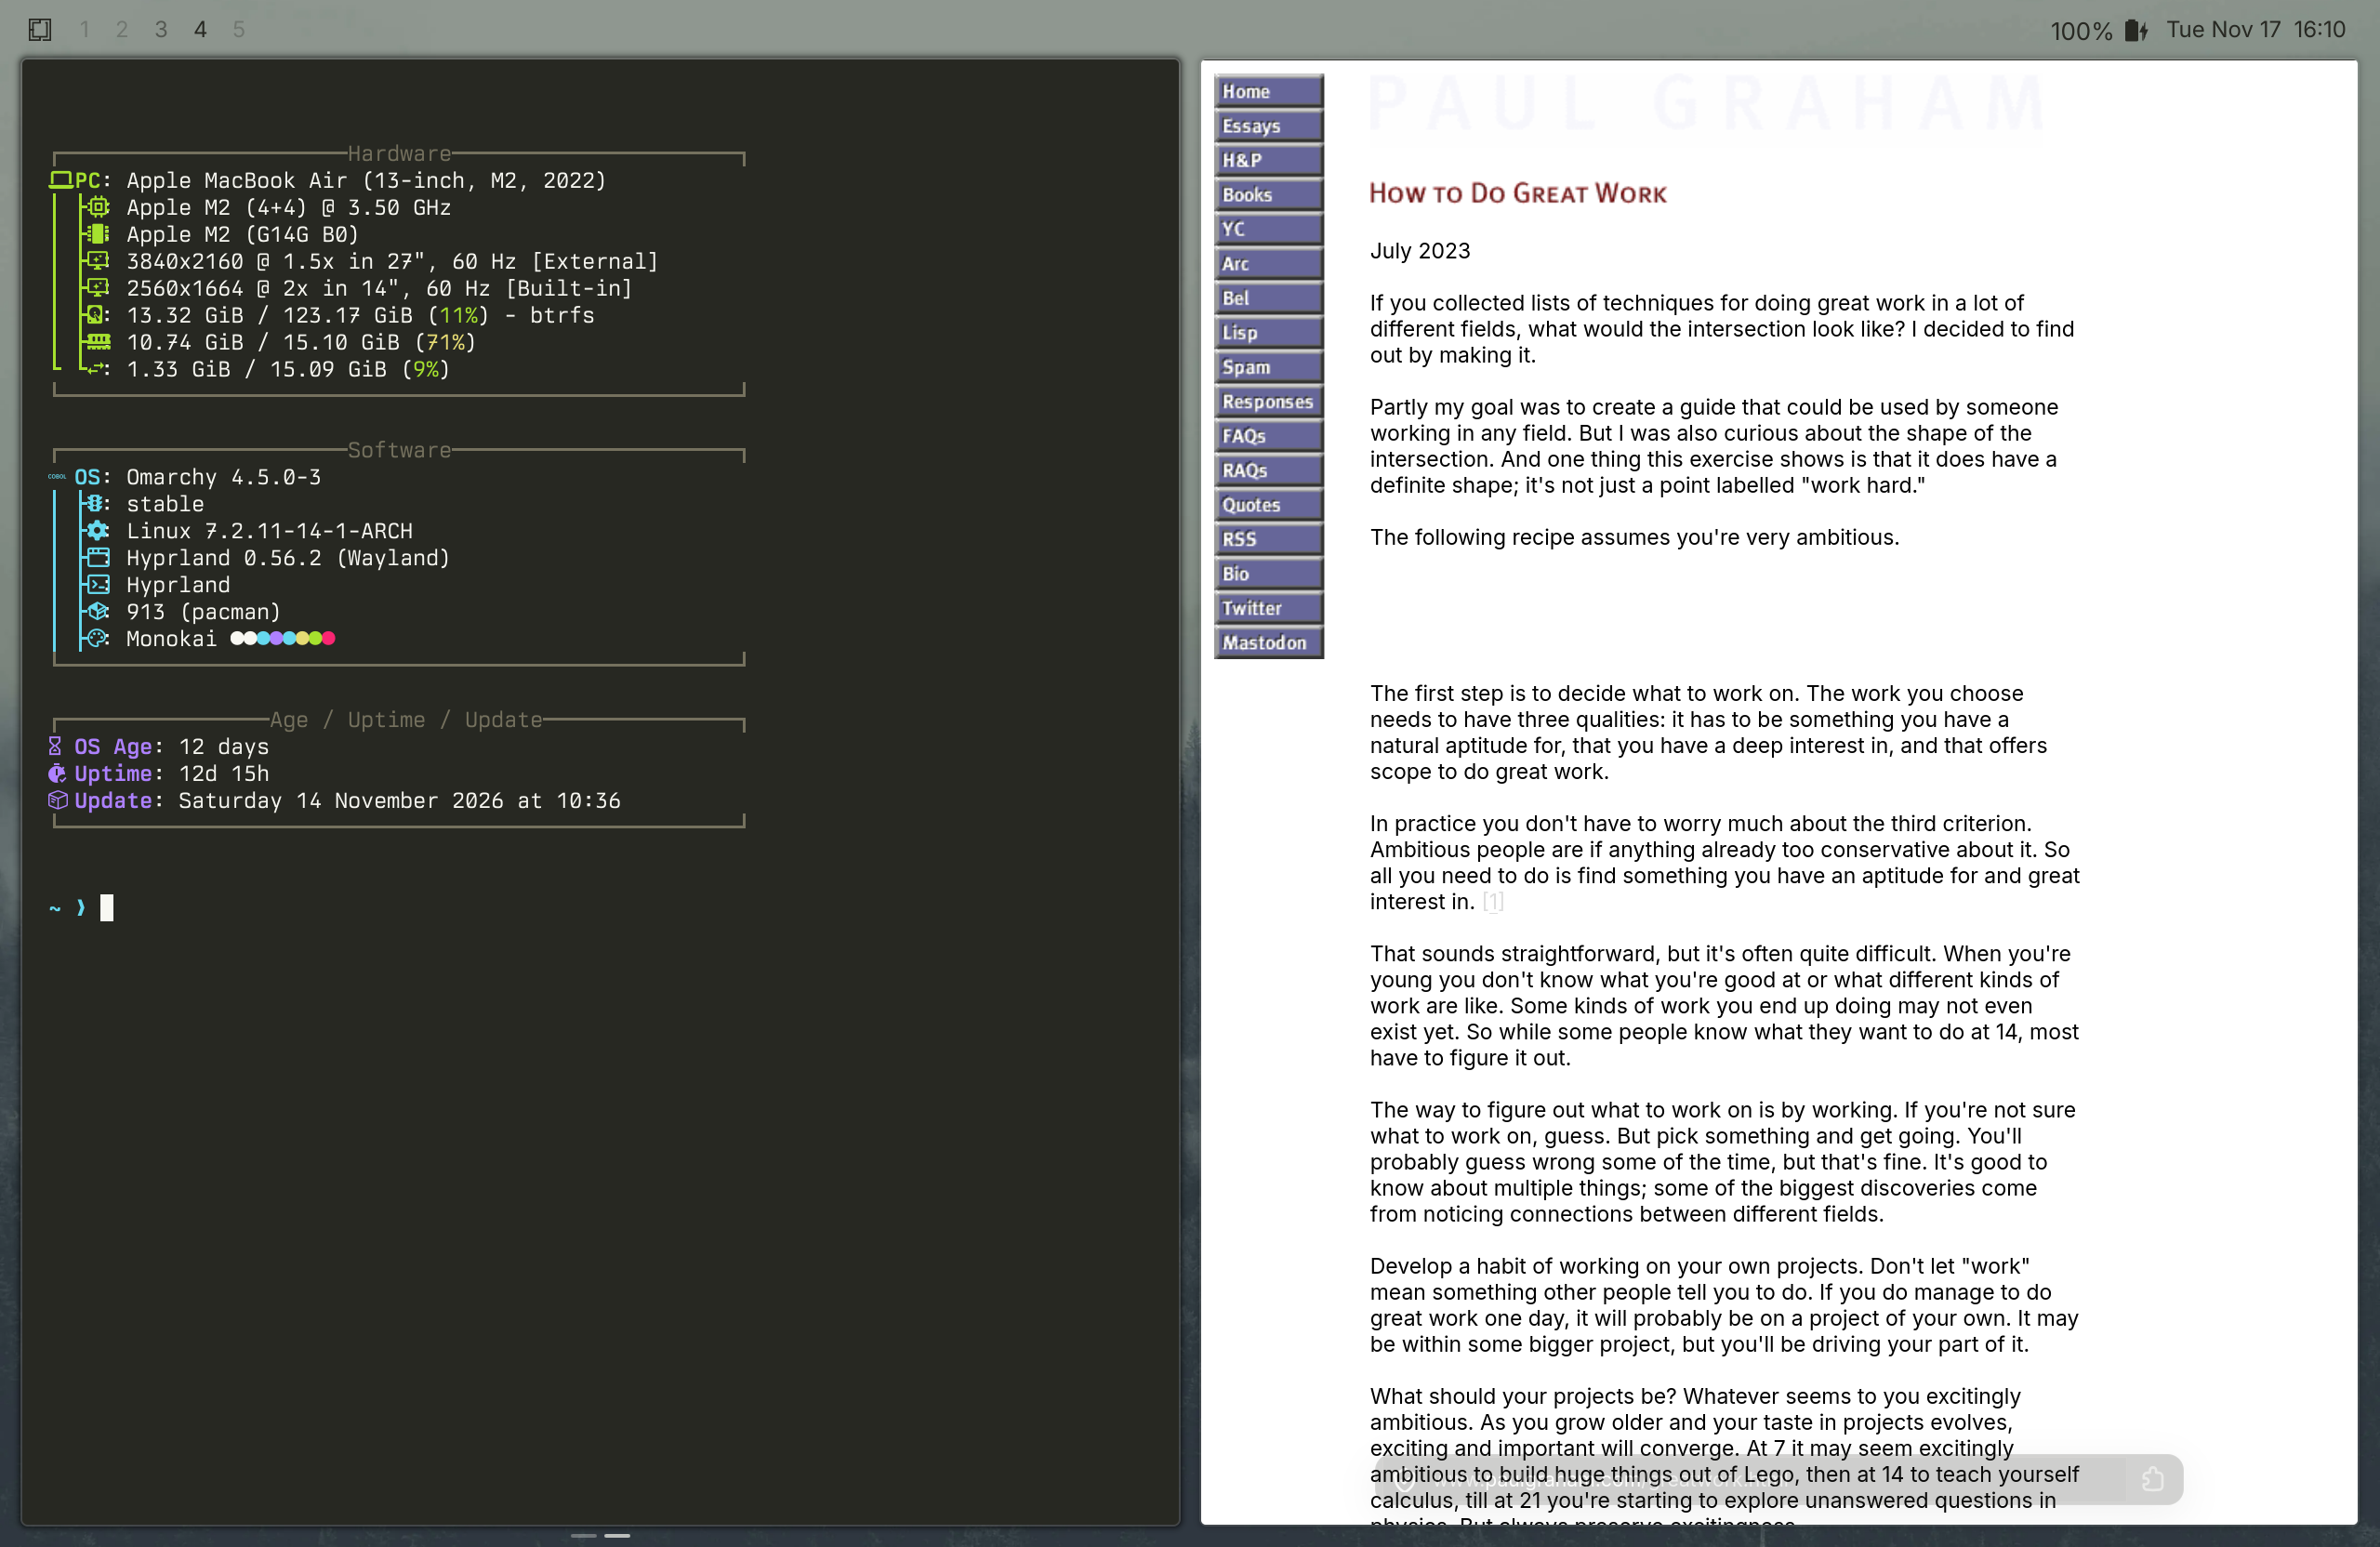 1 2 3 4 5
100% Tue Nov 17 16:10
Hardware
PC: Apple MacBook Air (13-inch, M2, 2022)
Apple M2 (4+4) @ 3.50 GHz
Apple M2 (G14G B0)
3840x2160 @ 1.5x in 27", 60 Hz [External]
2560x1664 @ 2x in 14", 60 Hz [Built-in]
: 13.32 GiB / 123.17 GiB (11%) - btrfs
10.74 GiB / 15.10 GiB (71%)
: 1.33 GiB / 15.09 GiB (9%)
Software
COBOL OS: Omarchy 4.5.0-3
: stable
Linux 7.2.11-14-1-ARCH
Hyprland 0.56.2 (Wayland)
Hyprland
: 913 (pacman)
: Monokai
Age / Uptime / Update
OS Age: 12 days
Uptime: 12d 15h
Update: Saturday 14 November 2026 at 10:36
~ ❯
Home
Essays
H&P
Books
YC
Arc
Bel
Lisp
Spam
Responses
FAQs
RAQs
Quotes
RSS
Bio
Twitter
Mastodon
PAUL GRAHAM
How to Do Great Work
July 2023
If you collected lists of techniques for doing great work in a lot of
different fields, what would the intersection look like? I decided to find
out by making it.
Partly my goal was to create a guide that could be used by someone
working in any field. But I was also curious about the shape of the
intersection. And one thing this exercise shows is that it does have a
definite shape; it's not just a point labelled "work hard."
The following recipe assumes you're very ambitious.
The first step is to decide what to work on. The work you choose
needs to have three qualities: it has to be something you have a
natural aptitude for, that you have a deep interest in, and that offers
scope to do great work.
In practice you don't have to worry much about the third criterion.
Ambitious people are if anything already too conservative about it. So
all you need to do is find something you have an aptitude for and great
interest in. [1]
That sounds straightforward, but it's often quite difficult. When you're
young you don't know what you're good at or what different kinds of
work are like. Some kinds of work you end up doing may not even
exist yet. So while some people know what they want to do at 14, most
have to figure it out.
The way to figure out what to work on is by working. If you're not sure
what to work on, guess. But pick something and get going. You'll
probably guess wrong some of the time, but that's fine. It's good to
know about multiple things; some of the biggest discoveries come
from noticing connections between different fields.
Develop a habit of working on your own projects. Don't let "work"
mean something other people tell you to do. If you do manage to do
great work one day, it will probably be on a project of your own. It may
be within some bigger project, but you'll be driving your part of it.
What should your projects be? Whatever seems to you excitingly
ambitious. As you grow older and your taste in projects evolves,
exciting and important will converge. At 7 it may seem excitingly
ambitious to build huge things out of Lego, then at 14 to teach yourself
calculus, till at 21 you're starting to explore unanswered questions in
physics. But always preserve excitingness.